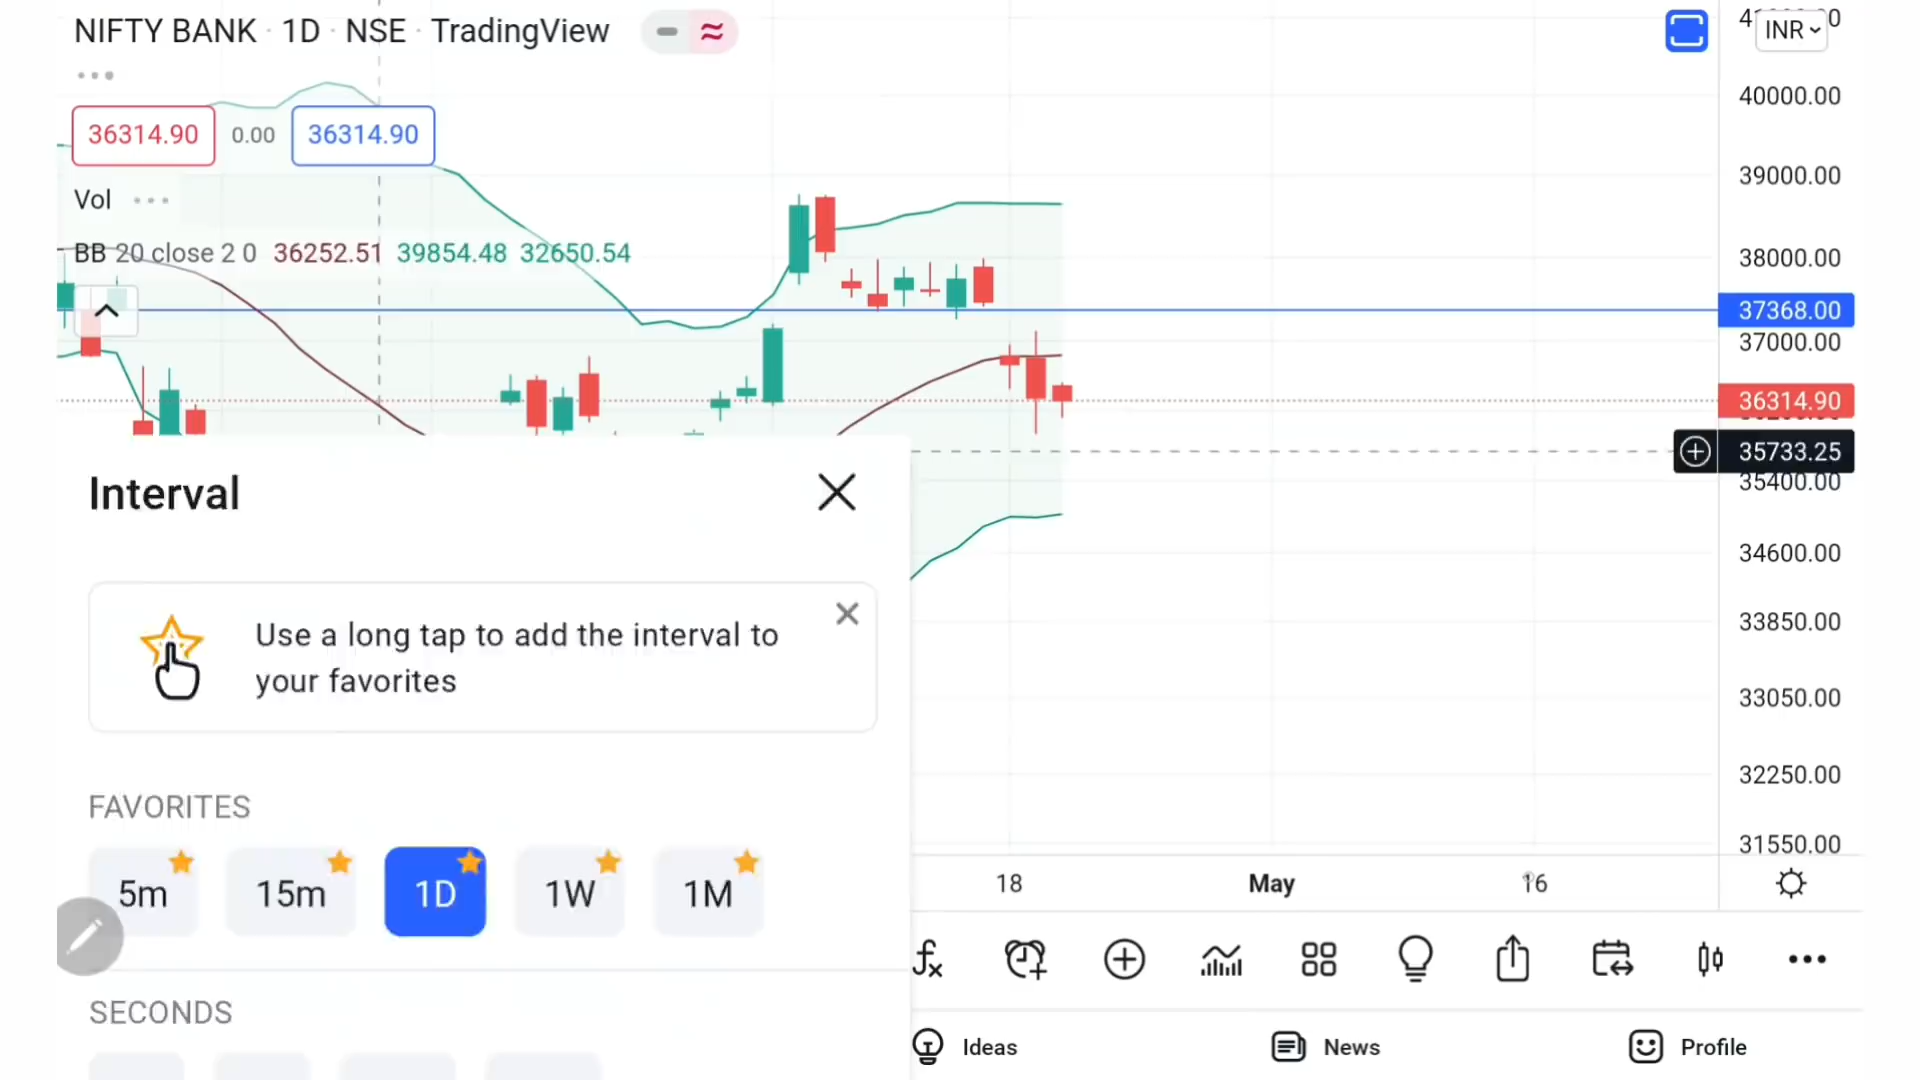 NIFTY BANK · 1D · NSE · TradingView
INR
40000.00
36314.90 0.00 36314.90
39000.00
Vol
BB 20 close 2 0 36252.51 39854.48 32650.54
38000.00
37368.00
37000.00
36314.90
35733.25
35400.00
34600.00
33850.00
33050.00
32250.00
31550.00
Interval
Use a long tap to add the interval to
your favorites
FAVORITES
5m 15m 1D 1W 1M
18 May 16
SECONDS
Ideas News Profile